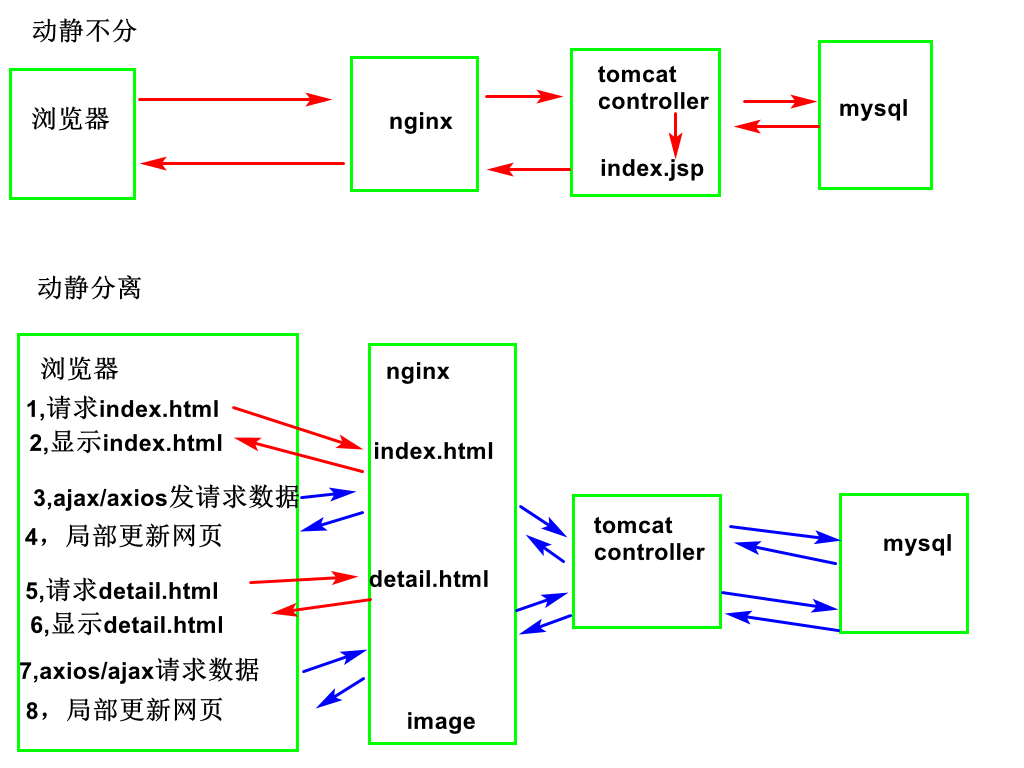 动静不分
浏览器
nginx
tomcat
controller
index.jsp
mysql
动静分离
浏览器
1,请求index.html
2,显示index.html
3,ajax/axios发请求数据
4，局部更新网页
5,请求detail.html
6,显示detail.html
7,axios/ajax请求数据
8，局部更新网页
nginx
index.html
detail.html
image
tomcat
controller
mysql